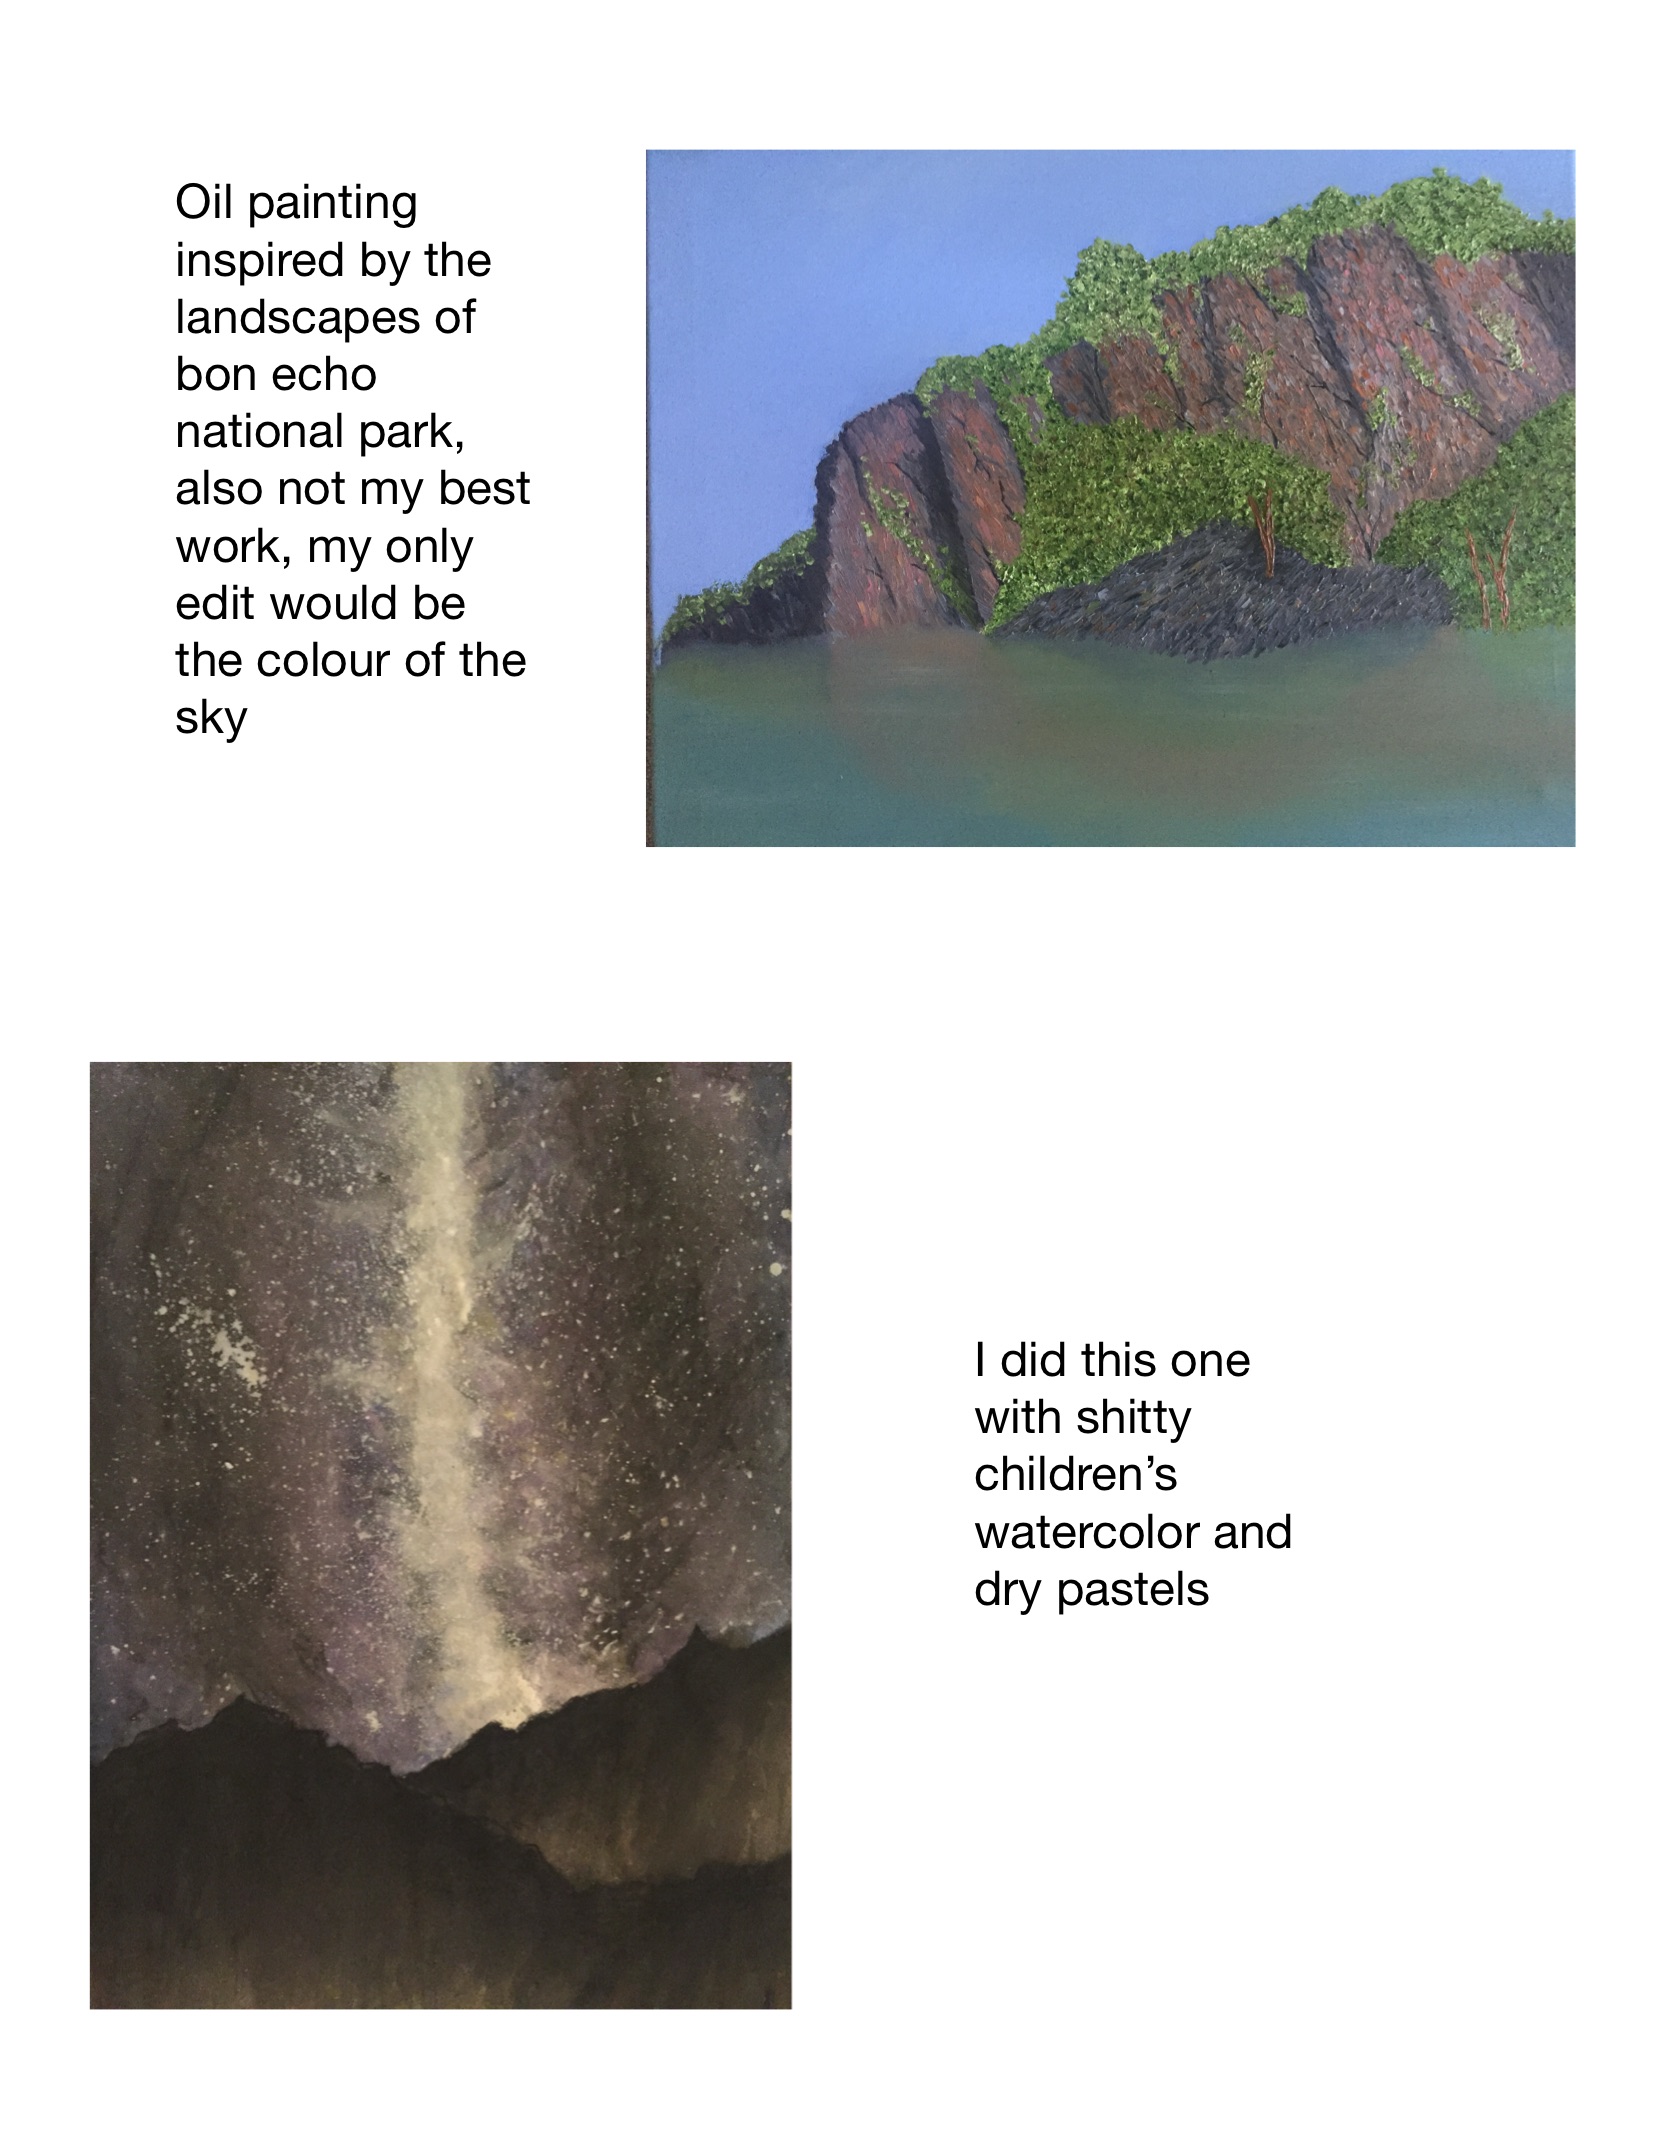 Oil painting
inspired by the
landscapes of
bon echo
national park,
also not my best
work, my only
edit would be
the colour of the
sky
I did this one
with shitty
children’s
watercolor and
dry pastels